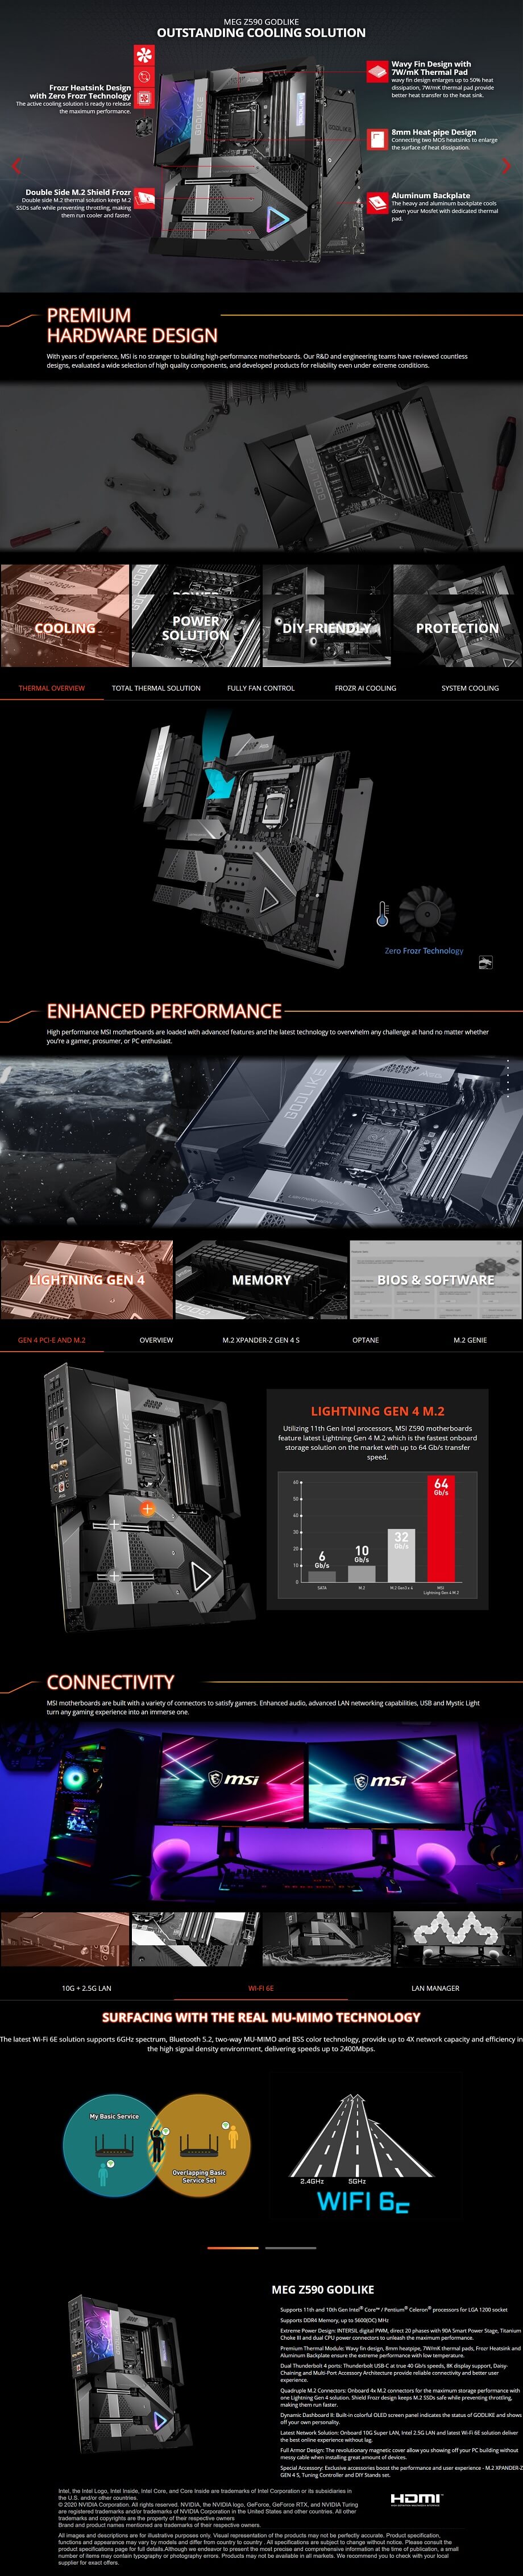 MEG Z590 GODLIKE
OUTSTANDING COOLING SOLUTION
Frozr Heatsink Design
with Zero Frozr Technology
The active cooling solution is ready to release
the maximum performance.
Double Side M.2 Shield Frozr
Double side M.2 thermal solution keep M.2
SSDs safe while preventing throttling, making
them run cooler and faster.
Wavy Fin Design with
7W/mK Thermal Pad
wavy fin design enlarges up to 50% heat
dissipation, 7W/mK thermal pad provide
better heat transfer to the heat sink.
8mm Heat-pipe Design
Connecting two MOS heatsinks to enlarge
the surface of heat dissipation.
Aluminum Backplate
The heavy and aluminum backplate cools
down your Mosfet with dedicated thermal
pad.
PREMIUM
HARDWARE DESIGN
With years of experience, MSI is no stranger to building high-performance motherboards. Our R&D and engineering teams have reviewed countless
designs, evaluated a wide selection of high quality components, and developed products for reliability even under extreme conditions.
COOLING
POWER
SOLUTION
DIY FRIENDLY
PROTECTION
THERMAL OVERVIEW
TOTAL THERMAL SOLUTION
FULLY FAN CONTROL
FROZR AI COOLING
SYSTEM COOLING
Zero Frozr Technology
ENHANCED PERFORMANCE
High performance MSI motherboards are loaded with advanced features and the latest technology to overwhelm any challenge at hand no matter whether
you're a gamer, prosumer, or PC enthusiast.
GODLIKE
LIGHTNING GEN 4
MEMORY
BIOS & SOFTWARE
GEN 4 PCI-E AND M.2
OVERVIEW
M.2 XPANDER-Z GEN 4 S
OPTANE
M.2 GENIE
GODLIKE
LIGHTNING GEN 4 M.2
Utilizing 11th Gen Intel processors, MSI Z590 motherboards
feature latest Lightning Gen 4 M.2 which is the fastest onboard
storage solution on the market with up to 64 Gb/s transfer
speed.
60
50
40
30
20
10
0
6
Gb/s
10
Gb/s
32
Gb/s
64
Gb/s
SATA
M.2
M.2 Gen3 x 4
MSI
Lightning Gen 4 M.2
CONNECTIVITY
MSI motherboards are built with a variety of connectors to satisfy gamers. Enhanced audio, advanced LAN networking capabilities, USB and Mystic Light
turn any gaming experience into an immerse one.
msi
msi
10G + 2.5G LAN
WI-FI 6E
LAN MANAGER
SURFACING WITH THE REAL MU-MIMO TECHNOLOGY
The latest Wi-Fi 6E solution supports 6GHz spectrum, Bluetooth 5.2, two-way MU-MIMO and BSS color technology, provide up to 4X network capacity and efficiency in
the high signal density environment, delivering speeds up to 2400Mbps.
My Basic Service
Overlapping Basic
Service Set
2.4GHz
5GHz
WIFI 6E
MEG Z590 GODLIKE
Supports 11th and 10th Gen Intel® Core™ / Pentium® Celeron® processors for LGA 1200 socket
Supports DDR4 Memory, up to 5600(OC) MHz
Extreme Power Design: INTERSIL digital PWM, direct 20 phases with 90A Smart Power Stage, Titanium
Choke III and dual CPU power connectors to unleash the maximum performance.
Premium Thermal Module: Wavy fin design, 8mm heatpipe, 7W/mK thermal pads, Frozr Heatsink and
Aluminum Backplate ensure the extreme performance with low temperature.
Dual Thunderbolt 4 ports: Thunderbolt USB-C at true 40 Gb/s speeds, 8K display support, Daisy-
Chaining and Multi-Port Accessory Architecture provide reliable connectivity and better user
experience.
Quadruple M.2 Connectors: Onboard 4x M.2 connectors for the maximum storage performance with
one Lightning Gen 4 solution. Shield Frozr design keeps M.2 SSDs safe while preventing throttling,
making them run faster.
Dynamic Dashboard II: Built-in colorful OLED screen panel indicates the status of GODLIKE and shows
off your own personality.
Latest Network Solution: Onboard 10G Super LAN, Intel 2.5G LAN and latest Wi-Fi 6E solution deliver
the best online experience without lag.
Full Armor Design: The revolutionary magnetic cover allow you showing off your PC building without
messy cable when installing great amount of devices.
Special Accessory: Exclusive accessories boost the performance and user experience - M.2 XPANDER-Z
GEN 4 S, Tuning Controller and DIY Stands set.
Intel, the Intel Logo, Intel Inside, Intel Core, and Core Inside are trademarks of Intel Corporation or its subsidiaries in
the U.S. and/or other countries.
© 2020 NVIDIA Corporation. All rights reserved. NVIDIA, the NVIDIA logo, GeForce, GeForce RTX, and NVIDIA Turing
are registered trademarks and/or trademarks of NVIDIA Corporation in the United States and other countries. All other
trademarks and copyrights are the property of their respective owners
Brand and product names mentioned are trademarks of their respective owners.
HDMI
All images and descriptions are for illustrative purposes only. Visual representation of the products may not be perfectly accurate. Product specification,
functions and appearance may vary by models and differ from country to country . All specifications are subject to change without notice. Please consult the
product specifications page for full details.Although we endeavor to present the most precise and comprehensive information at the time of publication, a small
number of items may contain typography or photography errors. Products may not be available in all markets. We recommend you to check with your local
supplier for exact offers.